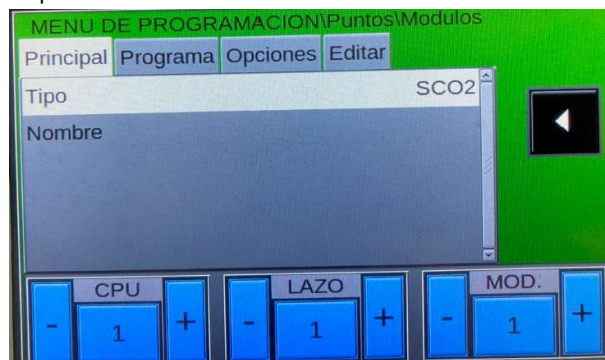 MENU DE PROGRAMACION\Puntos\Modulos
Principal Programa Opciones Editar
Tipo SCO2
Nombre
CPU LAZO MOD.
- 1 + - 1 + - 1 +